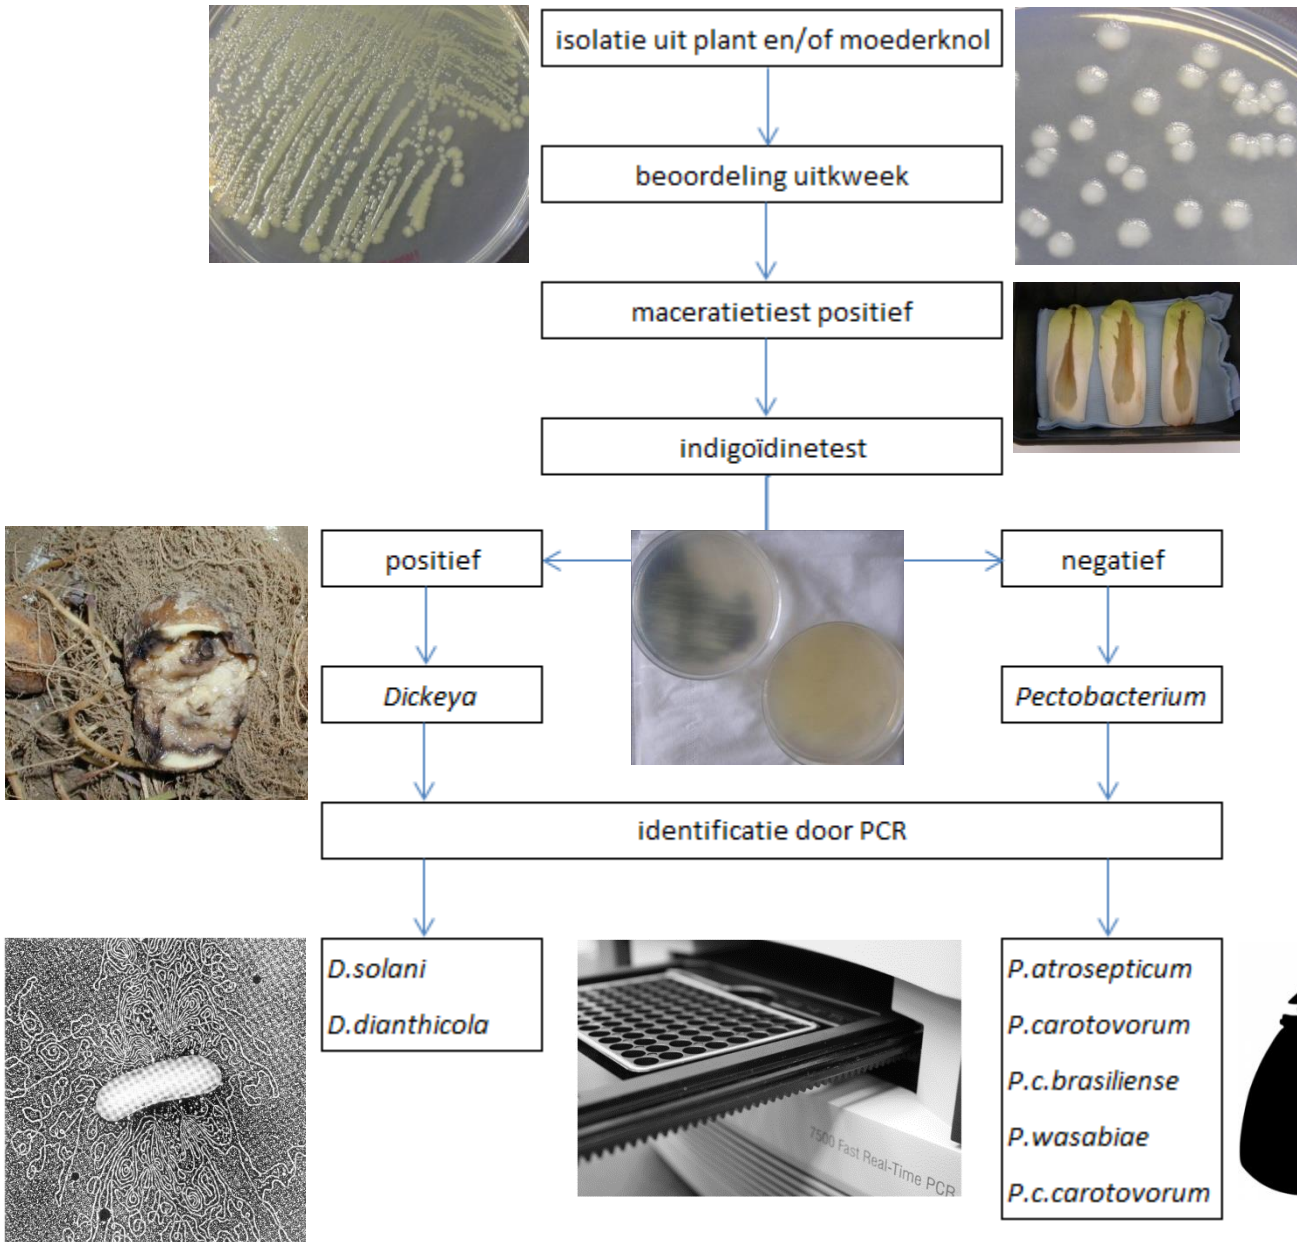 isolatie uit plant en/of moederknol
beoordeling uitkweek
maceratietiest positief
indigoïdinetest
positief
negatief
Dickeya
Pectobacterium
identificatie door PCR
D.solani
D.dianthicola
P.atrosepticum
P.carotovorum
P.c.brasiliense
P.wasabiae
P.c.carotovorum
7500 Fast Real-Time PCR